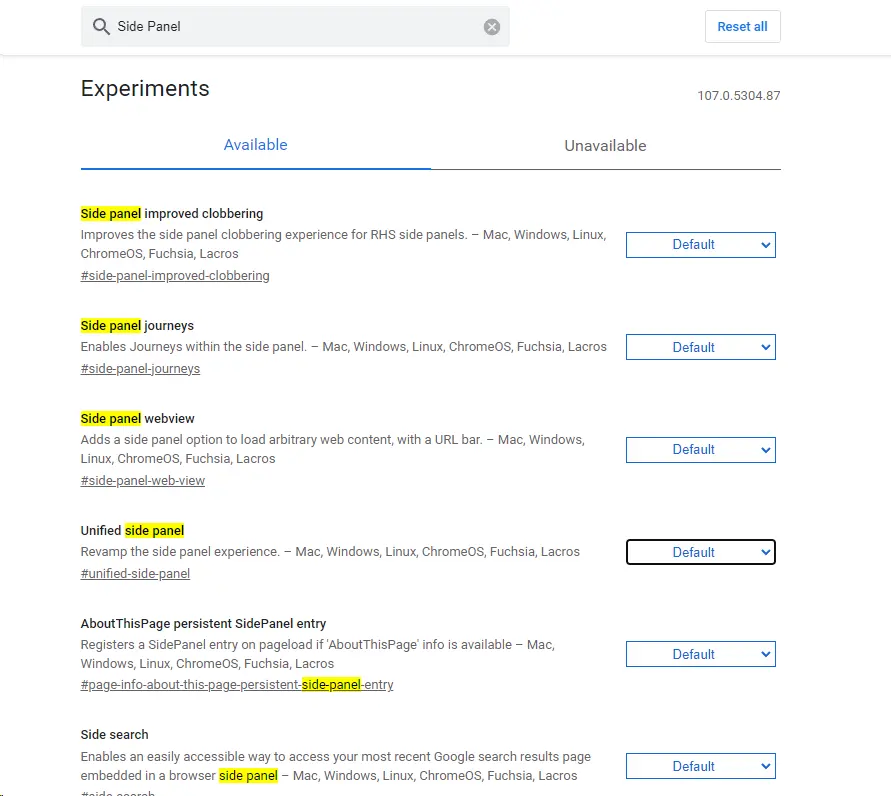 Side Panel
Reset all
Experiments
107.0.5304.87
Available
Unavailable
Side panel improved clobbering
Improves the side panel clobbering experience for RHS side panels. – Mac, Windows, Linux,
ChromeOS, Fuchsia, Lacros
#side-panel-improved-clobbering
Default
Side panel journeys
Enables Journeys within the side panel. – Mac, Windows, Linux, ChromeOS, Fuchsia, Lacros
#side-panel-journeys
Default
Side panel webview
Adds a side panel option to load arbitrary web content, with a URL bar. – Mac, Windows,
Linux, ChromeOS, Fuchsia, Lacros
#side-panel-web-view
Default
Unified side panel
Revamp the side panel experience. – Mac, Windows, Linux, ChromeOS, Fuchsia, Lacros
#unified-side-panel
Default
AboutThisPage persistent SidePanel entry
Registers a SidePanel entry on pageload if 'AboutThisPage' info is available – Mac,
Windows, Linux, ChromeOS, Fuchsia, Lacros
#page-info-about-this-page-persistent-side-panel-entry
Default
Side search
Enables an easily accessible way to access your most recent Google search results page
embedded in a browser side panel – Mac, Windows, Linux, ChromeOS, Fuchsia, Lacros
#side-search
Default